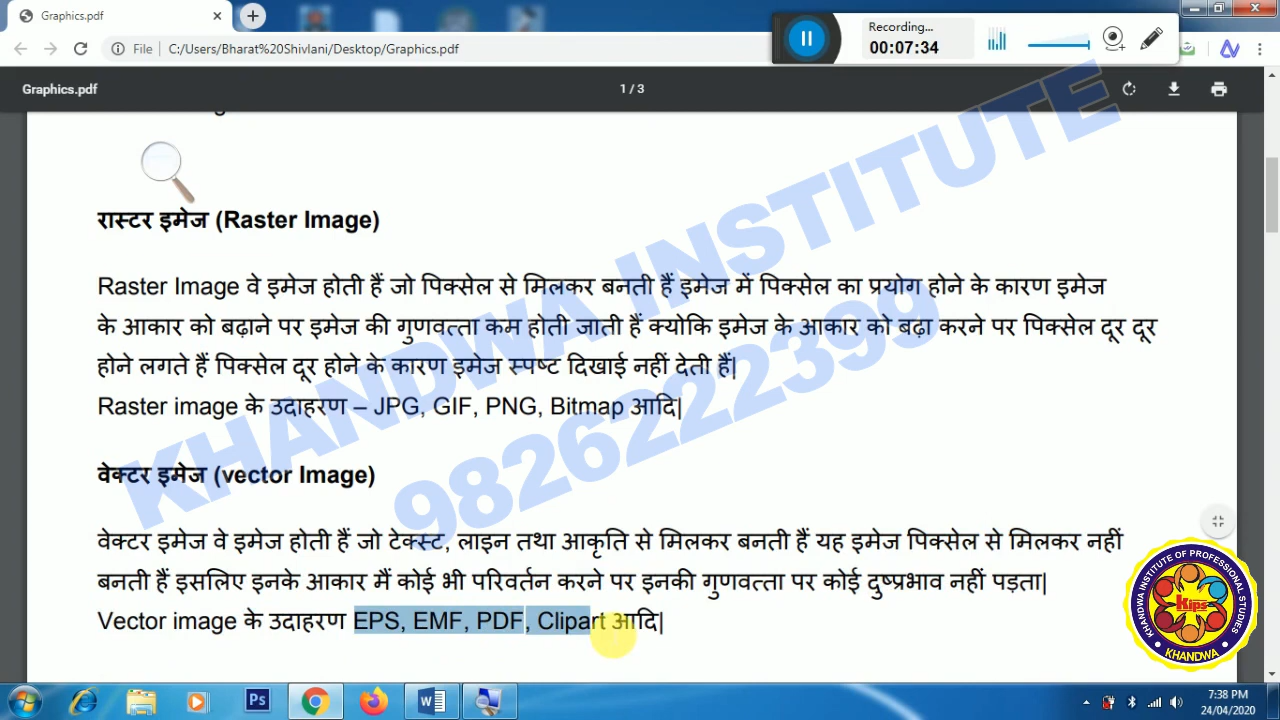 Graphics.pdf
Recording...
00:07:34
File
C:/Users/Bharat%20Shivlani/Desktop/Graphics.pdf
Graphics.pdf
1 / 3
रास्टर इमेज (Raster Image)
Raster Image वे इमेज होती हैं जो पिक्सेल से मिलकर बनती हैं इमेज में पिक्सेल का प्रयोग होने के कारण इमेज
के आकार को बढ़ाने पर इमेज की गुणवत्ता कम होती जाती हैं क्योकि इमेज के आकार को बढ़ा करने पर पिक्सेल दूर दूर
होने लगते हैं पिक्सेल दूर होने के कारण इमेज स्पष्ट दिखाई नहीं देती हैं|
Raster image के उदाहरण – JPG, GIF, PNG, Bitmap आदि|
KHANDWA INSTITUTE
9826222399
वेक्टर इमेज (vector Image)
वेक्टर इमेज वे इमेज होती हैं जो टेक्स्ट, लाइन तथा आकृति से मिलकर बनती हैं यह इमेज पिक्सेल से मिलकर नहीं
बनती हैं इसलिए इनके आकार मैं कोई भी परिवर्तन करने पर इनकी गुणवत्ता पर कोई दुष्प्रभाव नहीं पड़ता|
Vector image के उदाहरण EPS, EMF, PDF, Clipart आदि|
KHANDWA INSTITUTE OF PROFESSIONAL STUDIES
Kips
KHANDWA
Ps
W
7:38 PM
24/04/2020